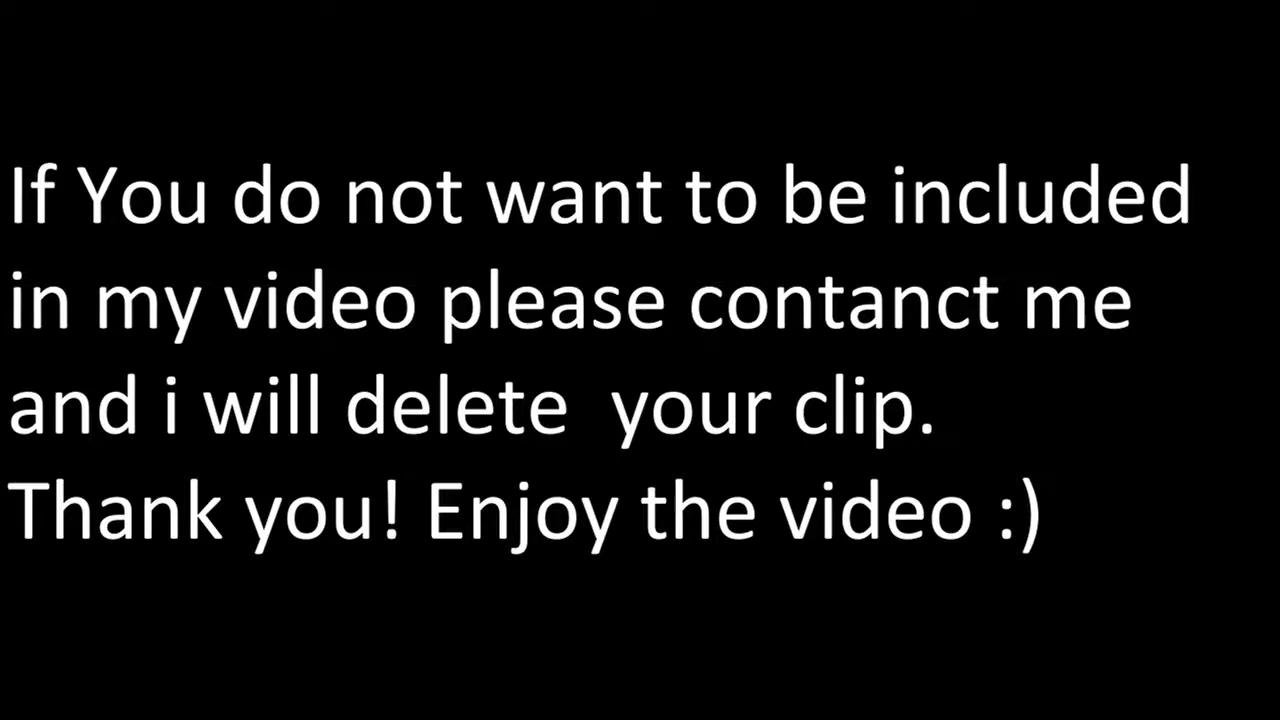 If You do not want to be included
in my video please contanct me
and i will delete  your clip.
Thank you! Enjoy the video :)